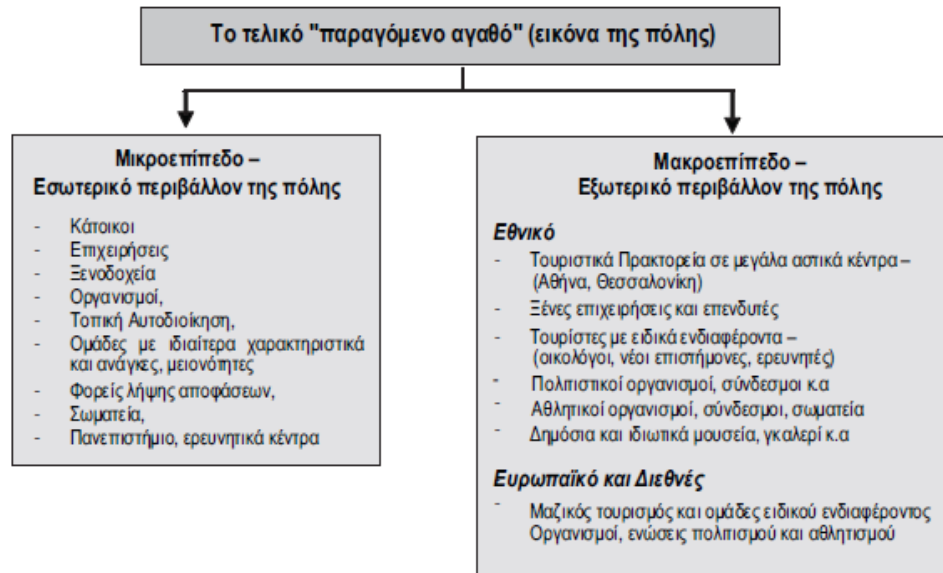 Το τελικό "παραγόμενο αγαθό" (εικόνα της πόλης)
Μικροεπίπεδο –
Εσωτερικό περιβάλλον της πόλης
- Κάτοικοι
- Επιχειρήσεις
- Ξενοδοχεία
- Οργανισμοί,
- Τοπική Αυτοδιοίκηση,
- Ομάδες με ιδιαίτερα χαρακτηριστικά
και ανάγκες, μειονότητες
- Φορείς λήψης αποφάσεων,
- Σωματεία,
- Πανεπιστήμιο, ερευνητικά κέντρα
Μακροεπίπεδο –
Εξωτερικό περιβάλλον της πόλης
Εθνικό
- Τουριστικά Πρακτορεία σε μεγάλα αστικά κέντρα –
(Αθήνα, Θεσσαλονίκη)
- Ξένες επιχειρήσεις και επενδυτές
- Τουρίστες με ειδικά ενδιαφέροντα –
(οικολόγοι, νέοι επιστήμονες, ερευνητές)
- Πολιτιστικοί οργανισμοί, σύνδεσμοι κ.α
- Αθλητικοί οργανισμοί, σύνδεσμοι, σωματεία
- Δημόσια και ιδιωτικά μουσεία, γκαλερί κ.α
Ευρωπαϊκό και Διεθνές
- Μαζικός τουρισμός και ομάδες ειδικού ενδιαφέροντος
Οργανισμοί, ενώσεις πολιτισμού και αθλητισμού